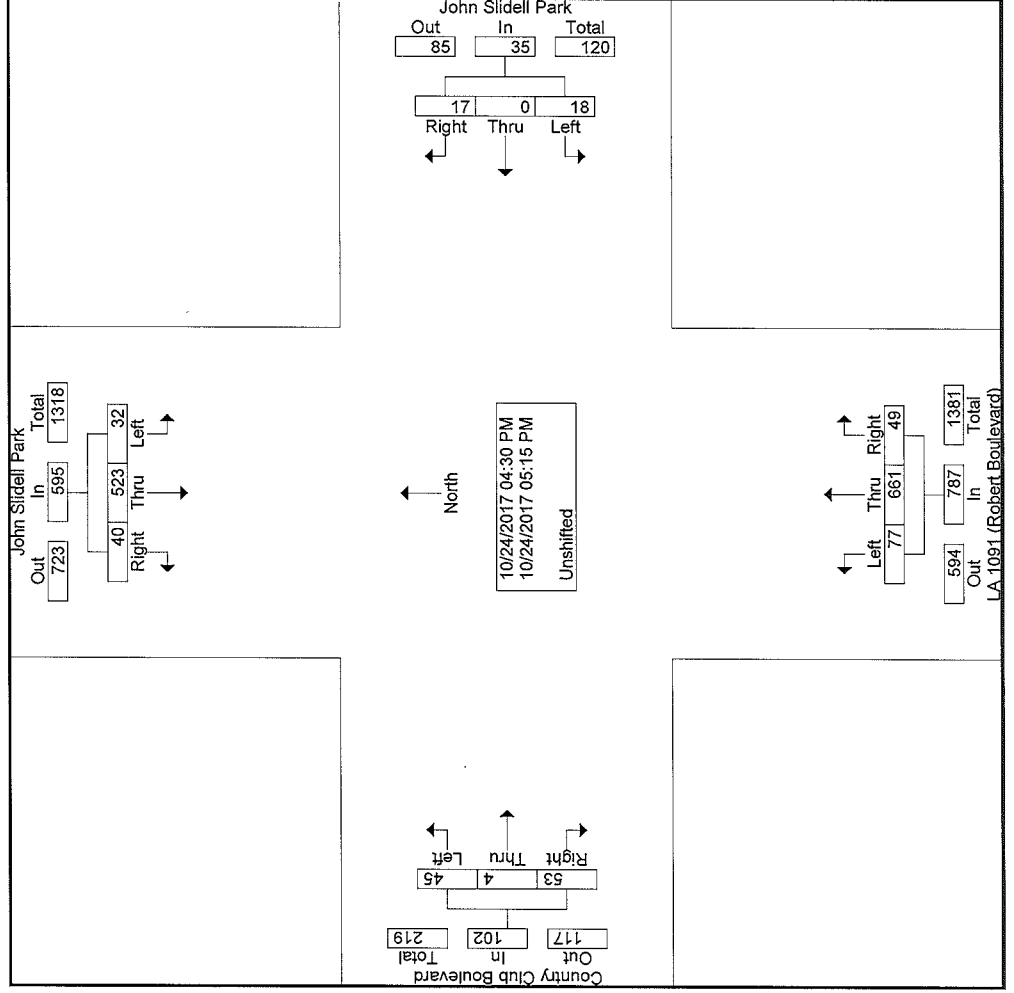 John Slidell Park
Out In Total
85 35 120
17 0 18
Right Thru Left
John Slidell Park
Out In Total
723 595 1318
40 523 32
Right Thru Left
North
10/24/2017 04:30 PM
10/24/2017 05:15 PM
Unshifted
Left Thru Right
77 661 49
594 787 1381
Out In Total
LA 1091 (Robert Boulevard)
Left Thru Right
45 4 53
219 102 117
Total In Out
Country Club Boulevard